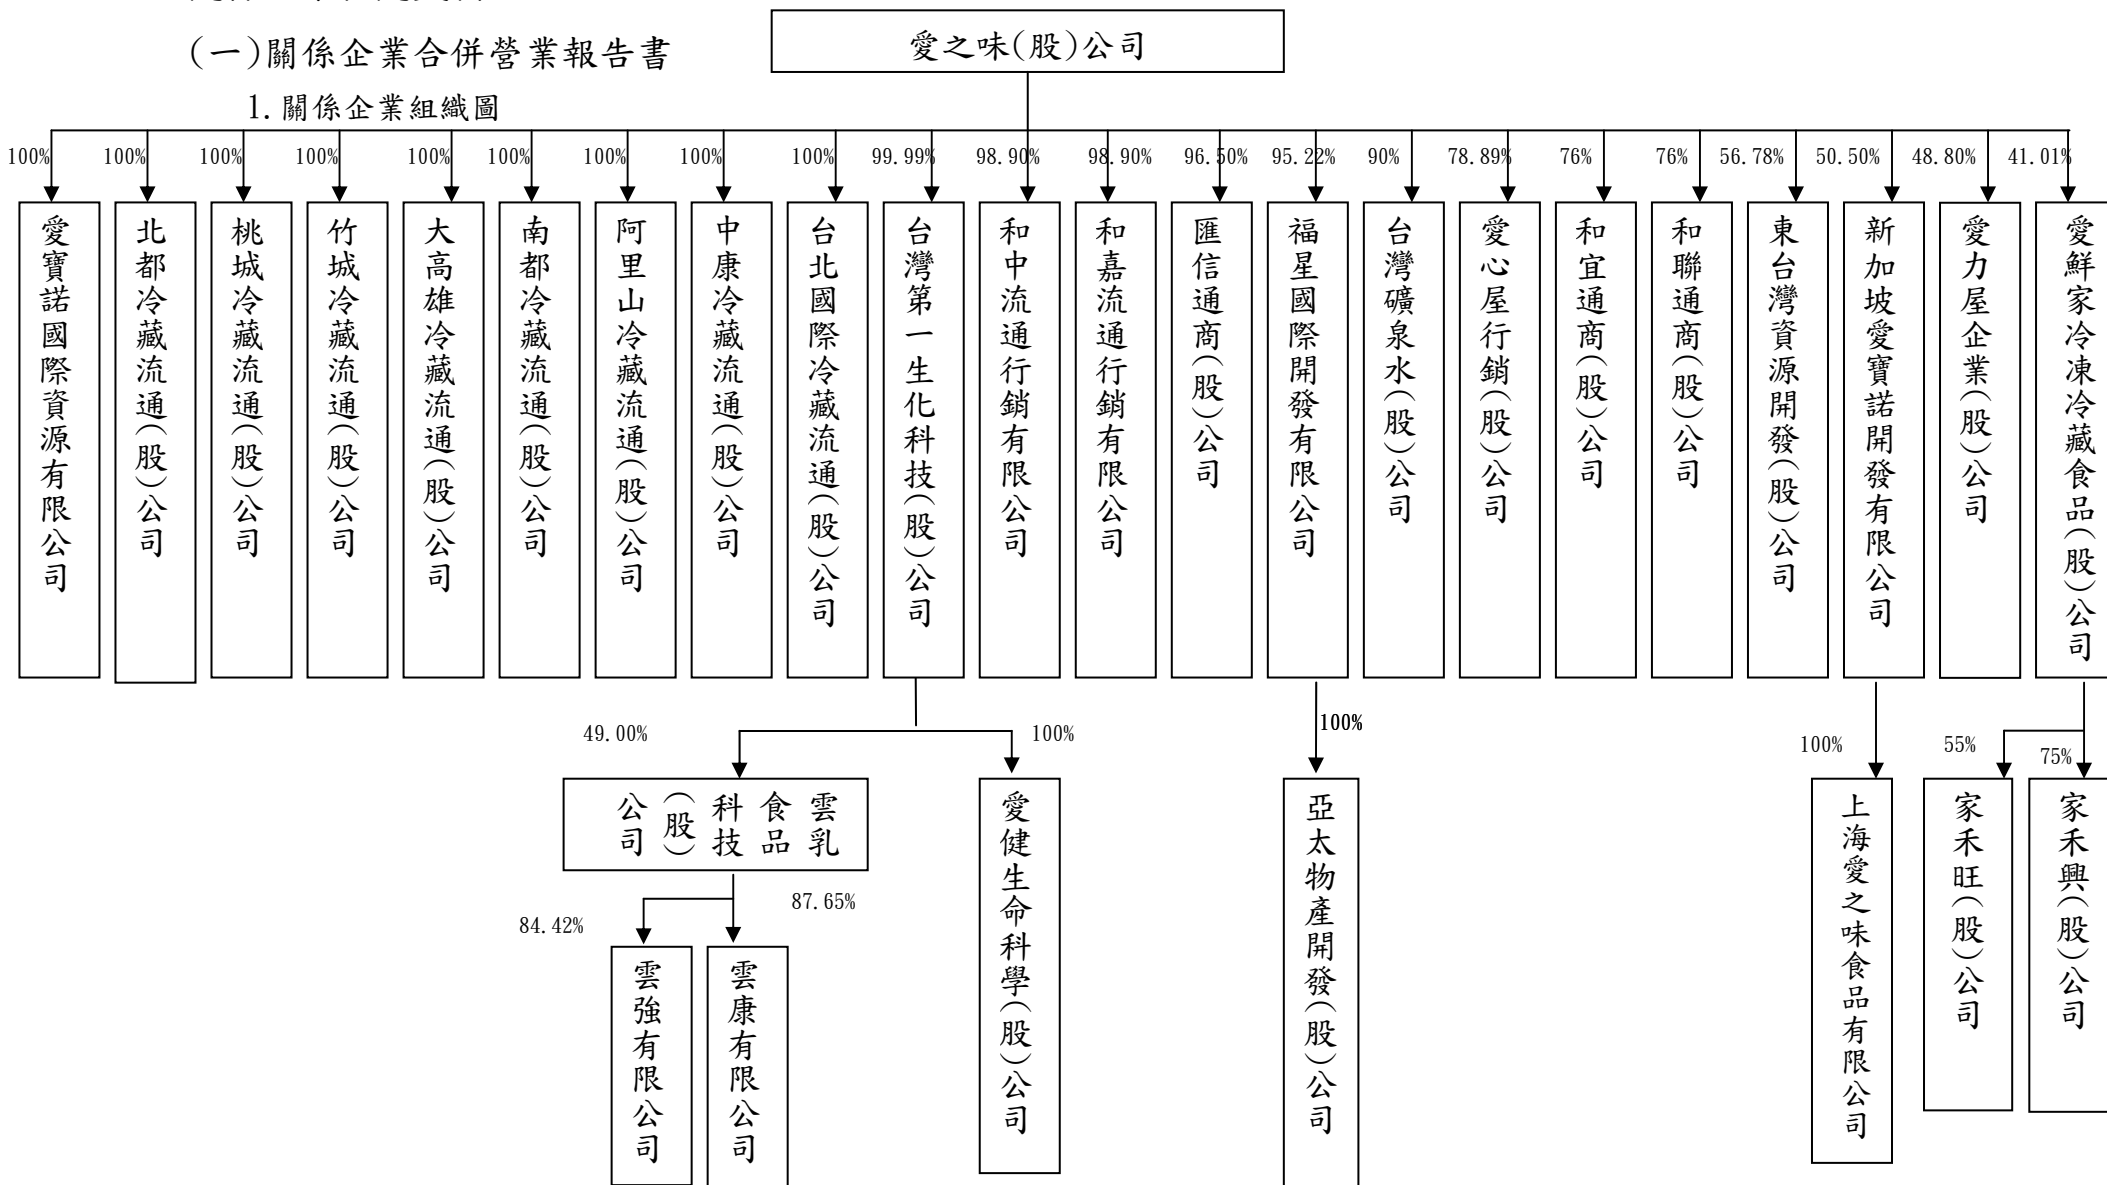 (一)關係企業合併營業報告書
愛之味(股)公司
1. 關係企業組織圖
100%
100%
100%
100%
100%
100%
100%
100%
100%
99.99%
98.90%
98.90%
96.50%
95.22%
90%
78.89%
76%
76%
56.78%
50.50%
48.80%
41.01%
愛寶諾國際資源有限公司
北都冷藏流通(股)公司
桃城冷藏流通(股)公司
竹城冷藏流通(股)公司
大高雄冷藏流通(股)公司
南都冷藏流通(股)公司
阿里山冷藏流通(股)公司
中康冷藏流通(股)公司
台北國際冷藏流通(股)公司
台灣第一生化科技(股)公司
和中流通行銷有限公司
和嘉流通行銷有限公司
匯信通商(股)公司
福星國際開發有限公司
台灣礦泉水(股)公司
愛心屋行銷(股)公司
和宜通商(股)公司
和聯通商(股)公司
東台灣資源開發(股)公司
新加坡愛寶諾開發有限公司
愛力屋企業(股)公司
愛鮮家冷凍冷藏食品(股)公司
49.00%
100%
100%
100%
55%
75%
雲乳
食品
科技
(股)
公司
愛健生命科學(股)公司
亞太物產開發(股)公司
上海愛之味食品有限公司
家禾旺(股)公司
家禾興(股)公司
84.42%
87.65%
雲強有限公司
雲康有限公司